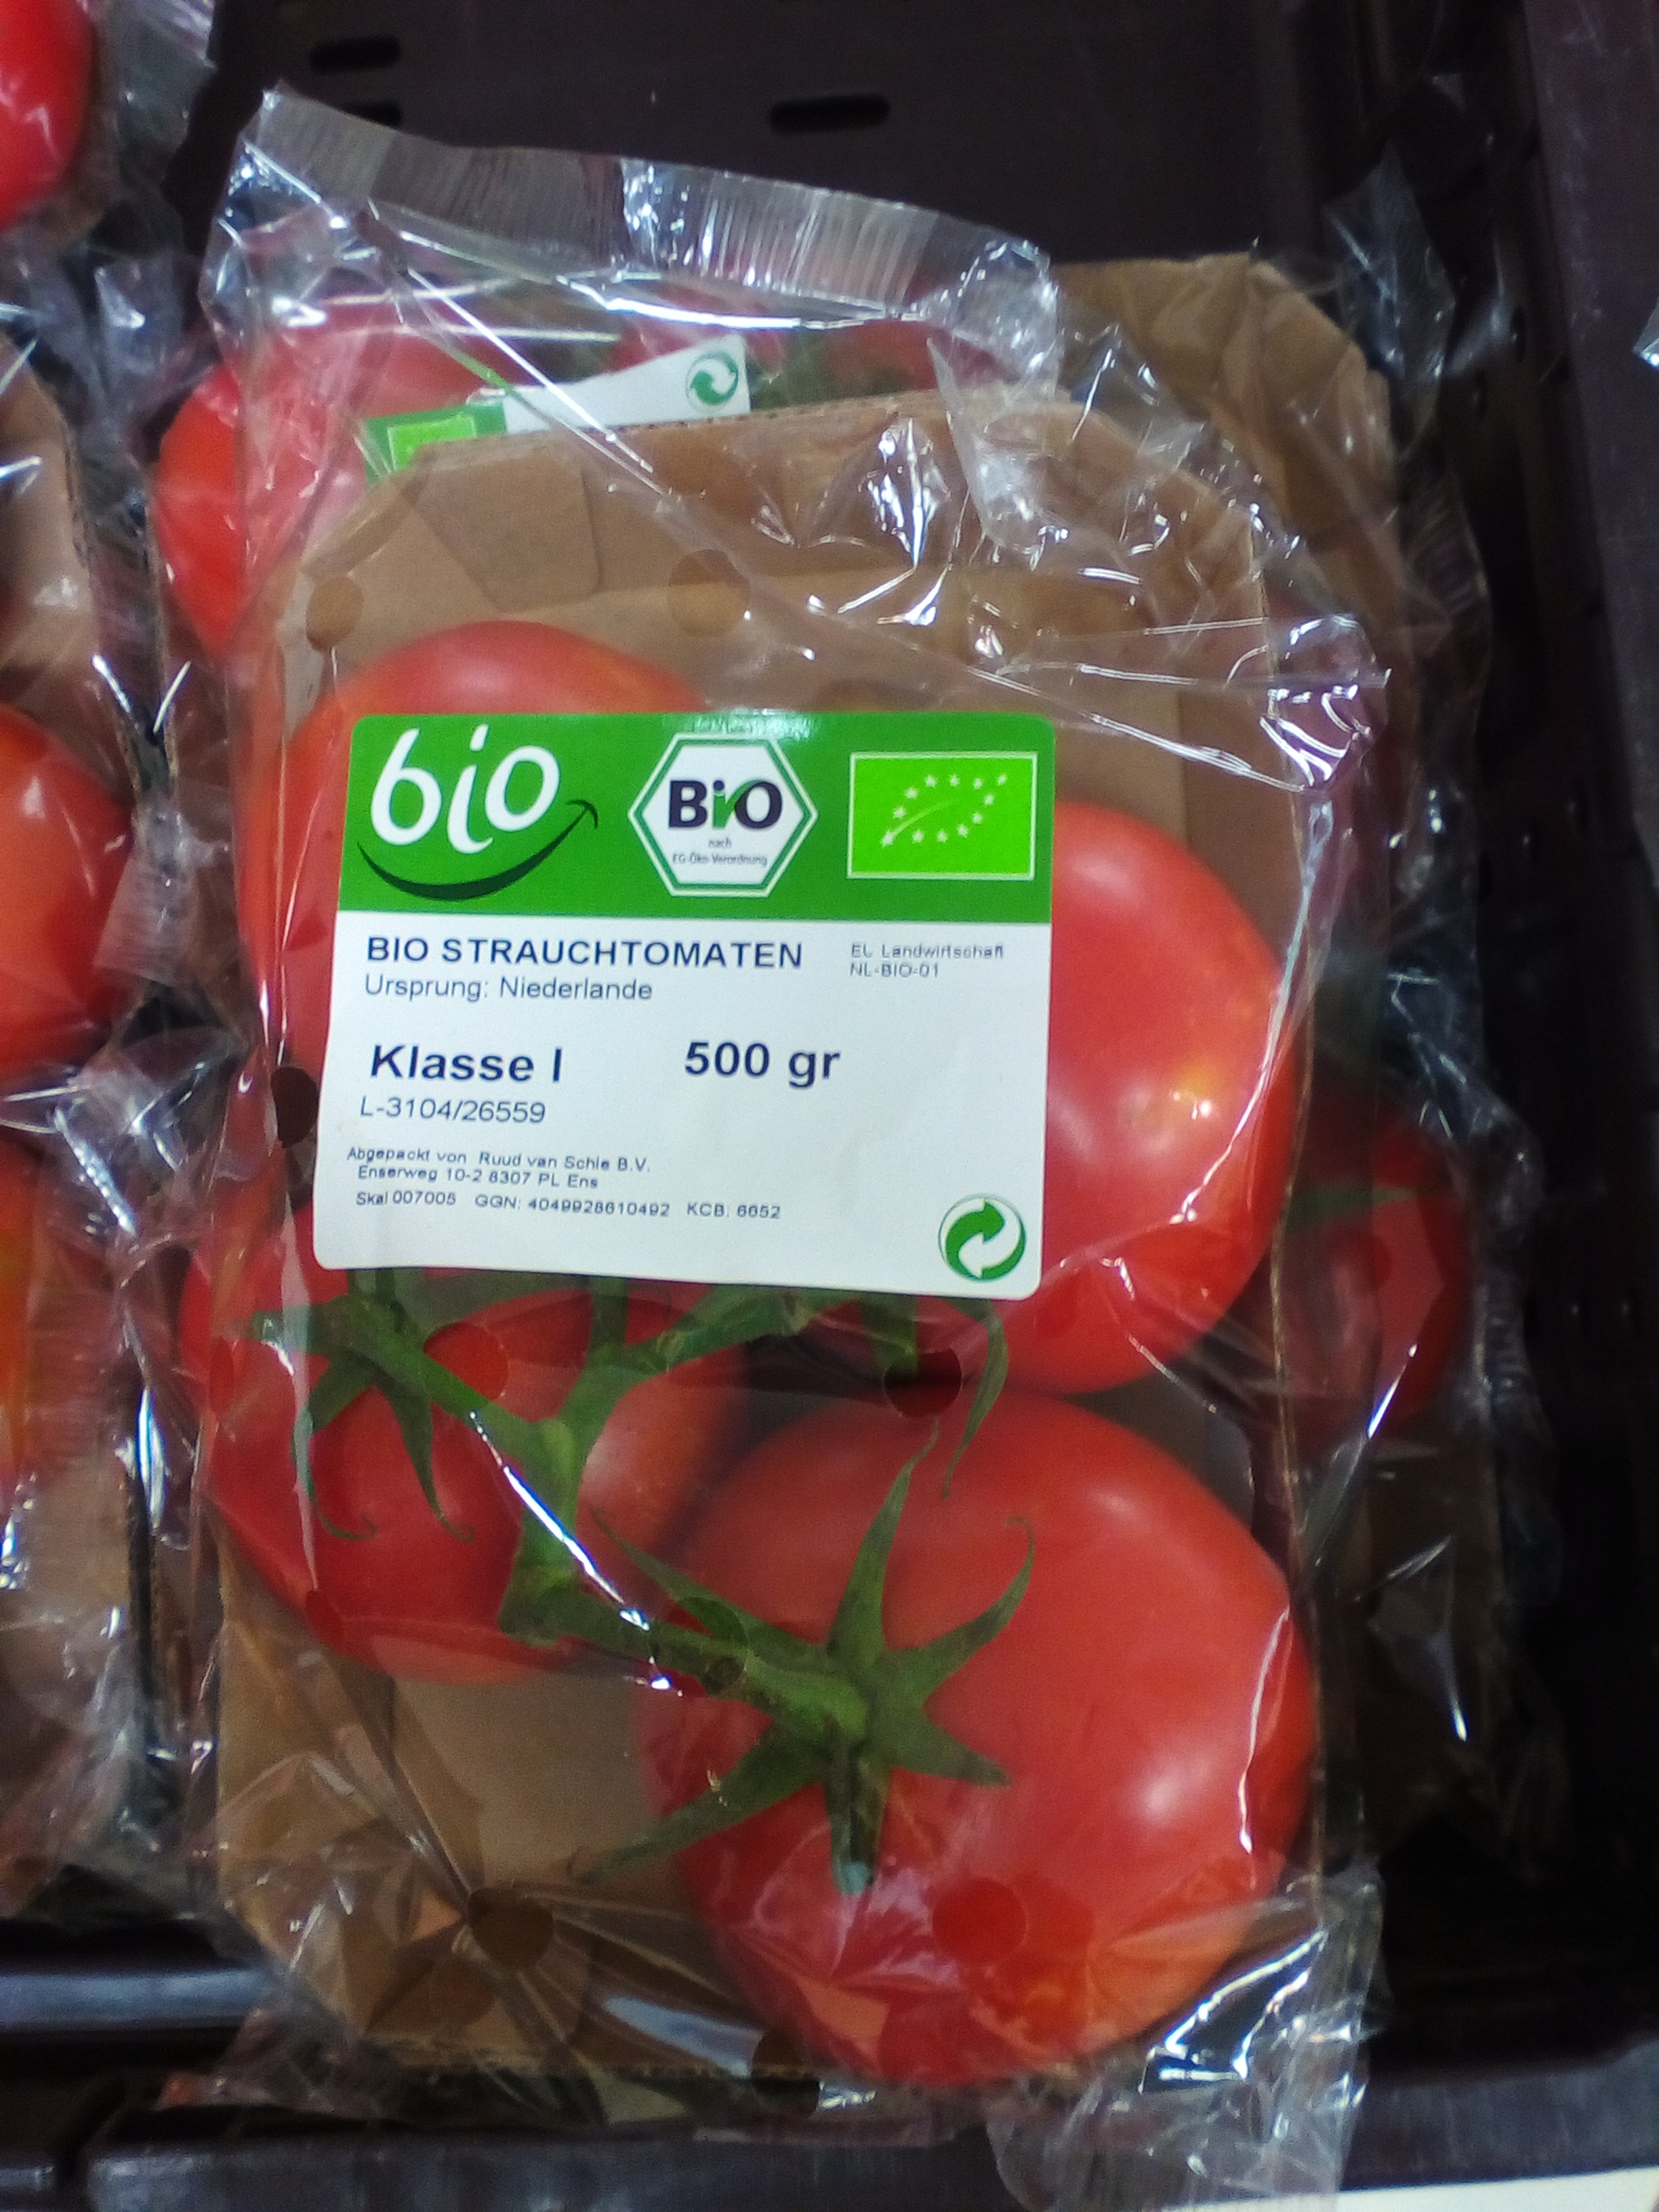 bio
BiO
nach
EG-Öko-Verordnung
BIO STRAUCHTOMATEN
EL Landwirtschaft
NL-BIO-01
Ursprung: Niederlande
Klasse I 500 gr
L-3104/26559
Abgepackt von Ruud van Schie B.V.
Enserweg 10-2 8307 PL Ens
Skal 007005 GGN: 4049928610492 KCB: 6652